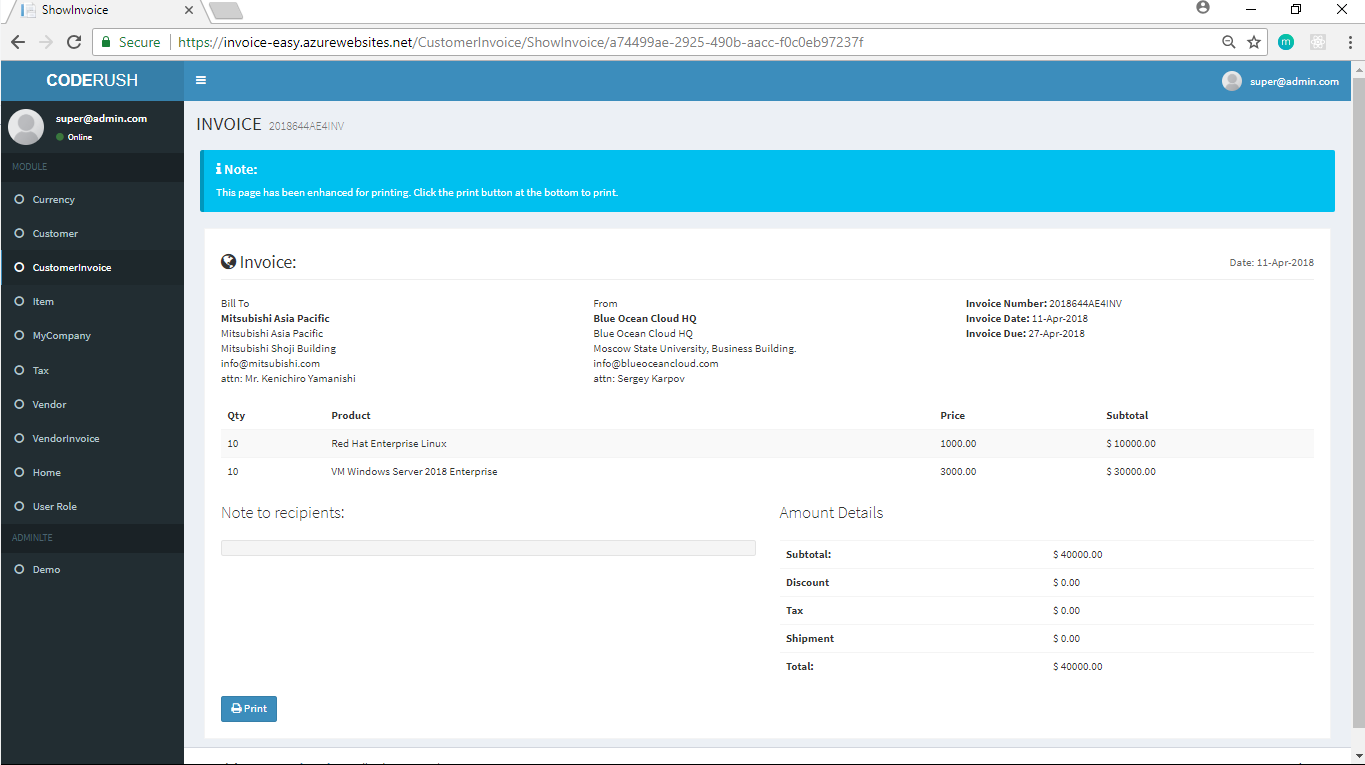 ShowInvoice
Secure https://invoice-easy.azurewebsites.net/CustomerInvoice/ShowInvoice/a74499ae-2925-490b-aacc-f0c0eb97237f
m
CODERUSH
super@admin.com
super@admin.com
Online
MODULE
Currency
Customer
CustomerInvoice
Item
MyCompany
Tax
Vendor
VendorInvoice
Home
User Role
ADMINLTE
Demo
INVOICE 2018644AE4INV
Note:
This page has been enhanced for printing. Click the print button at the bottom to print.
Invoice:
Date: 11-Apr-2018
Bill To
Mitsubishi Asia Pacific
Mitsubishi Asia Pacific
Mitsubishi Shoji Building
info@mitsubishi.com
attn: Mr. Kenichiro Yamanishi
From
Blue Ocean Cloud HQ
Blue Ocean Cloud HQ
Moscow State University, Business Building.
info@blueoceancloud.com
attn: Sergey Karpov
Invoice Number: 2018644AE4INV
Invoice Date: 11-Apr-2018
Invoice Due: 27-Apr-2018
Qty Product Price Subtotal
10 Red Hat Enterprise Linux 1000.00 $ 10000.00
10 VM Windows Server 2018 Enterprise 3000.00 $ 30000.00
Note to recipients:
Amount Details
Subtotal: $ 40000.00
Discount $ 0.00
Tax $ 0.00
Shipment $ 0.00
Total: $ 40000.00
Print